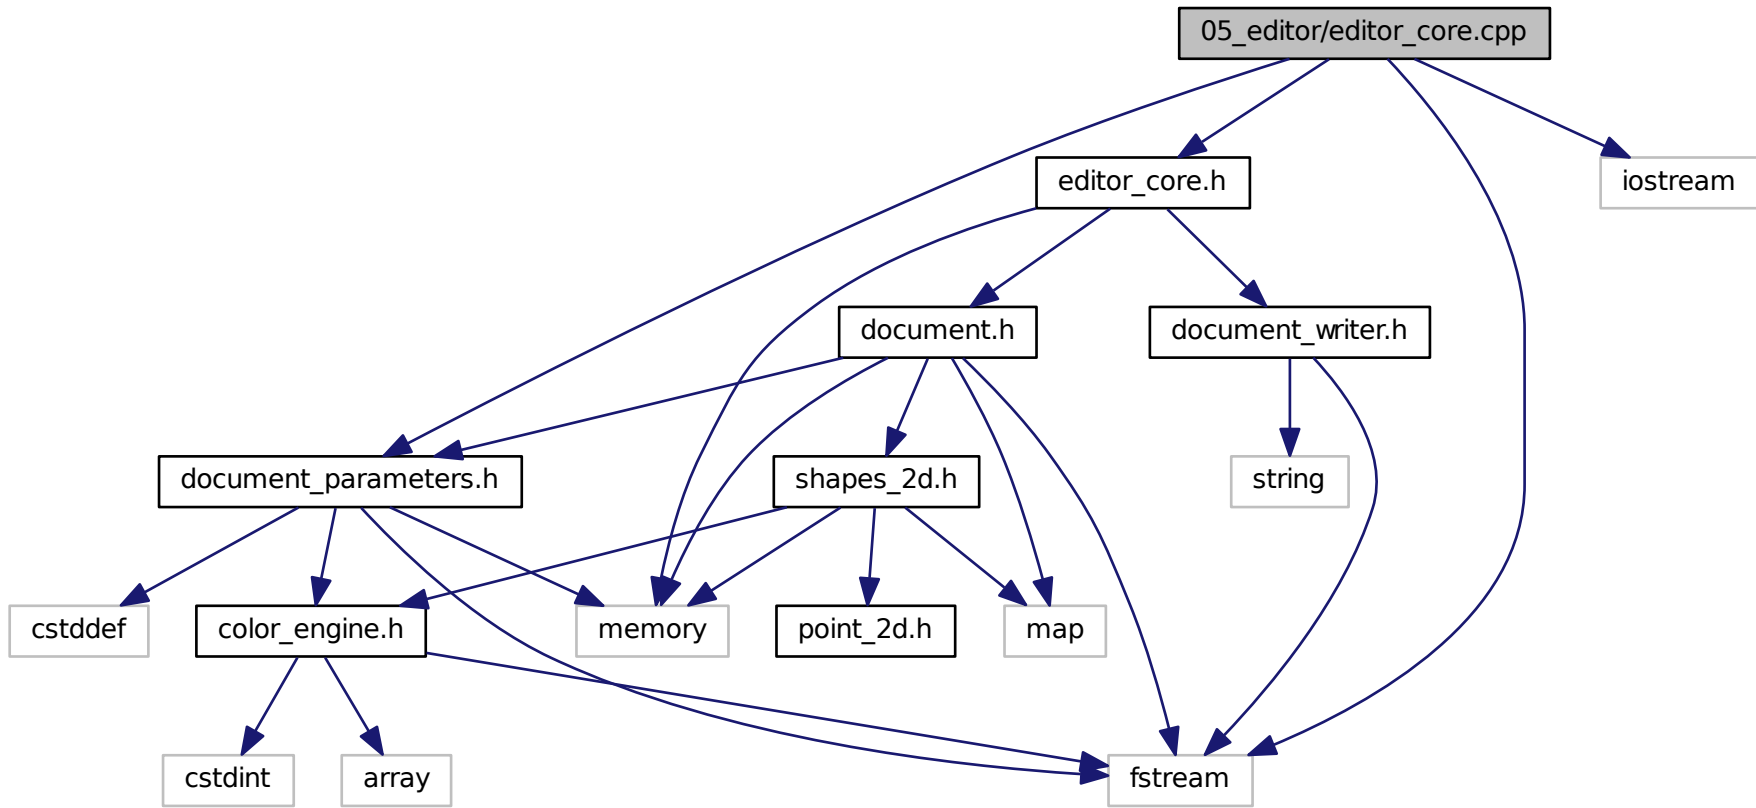 05_editor/editor_core.cpp
editor_core.h
iostream
document.h
document_writer.h
document_parameters.h
shapes_2d.h
string
cstddef
color_engine.h
memory
point_2d.h
map
cstdint
array
fstream